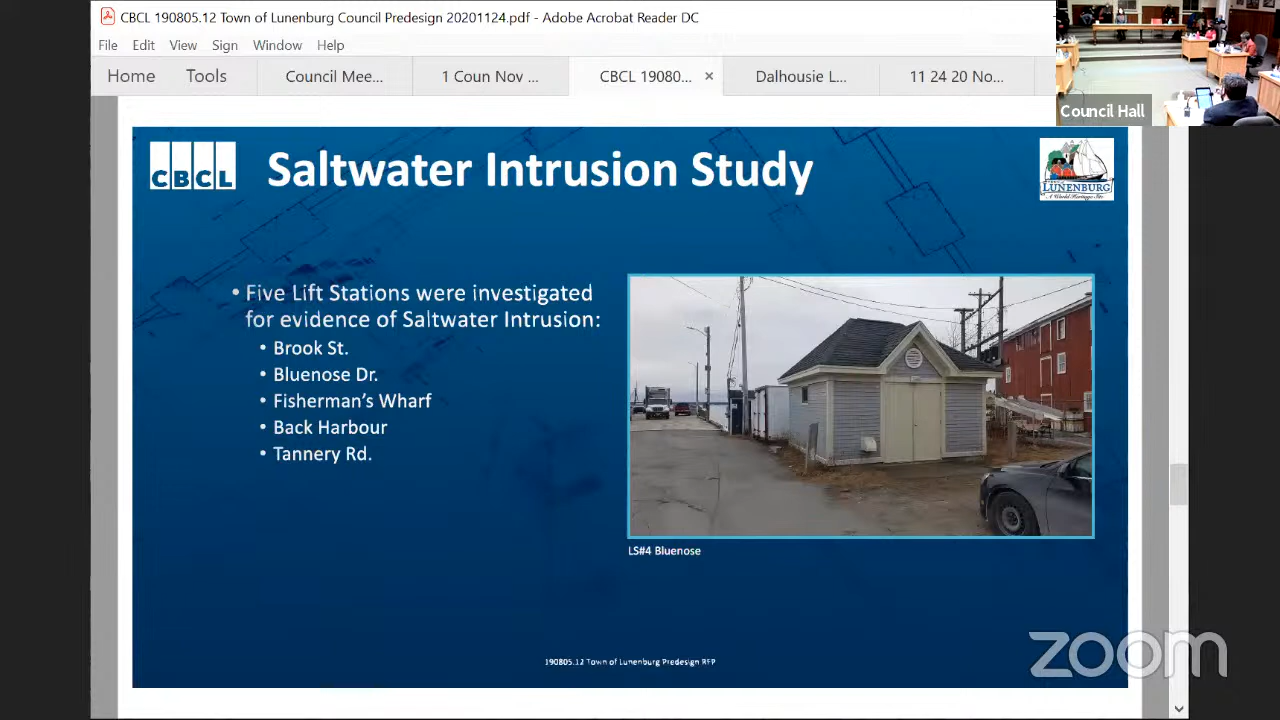 CBCL 190805.12 Town of Lunenburg Council Predesign 20201124.pdf - Adobe Acrobat Reader DC
File Edit View Sign Window Help
Home Tools Council Mee... 1 Coun Nov ... CBCL 19080... × Dalhousie L... 11 24 20 No...
Council Hall
CBCL
Saltwater Intrusion Study
LUNENBURG
A World Heritage Site
• Five Lift Stations were investigated
for evidence of Saltwater Intrusion:
• Brook St.
• Bluenose Dr.
• Fisherman's Wharf
• Back Harbour
• Tannery Rd.
LS#4 Bluenose
190805.12 Town of Lunenburg Predesign RFP
zoom